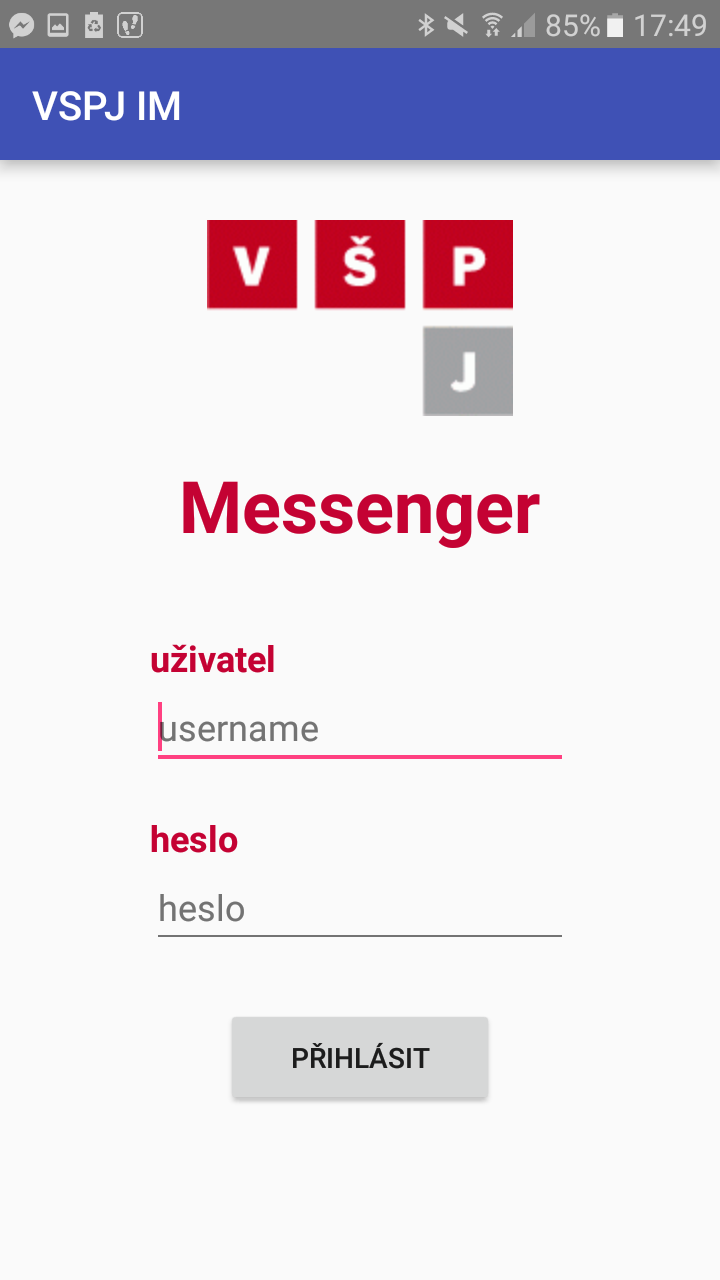 85% 17:49
VSPJ IM
V Š P
J
Messenger
uživatel
username
heslo
heslo
PŘIHLÁSIT